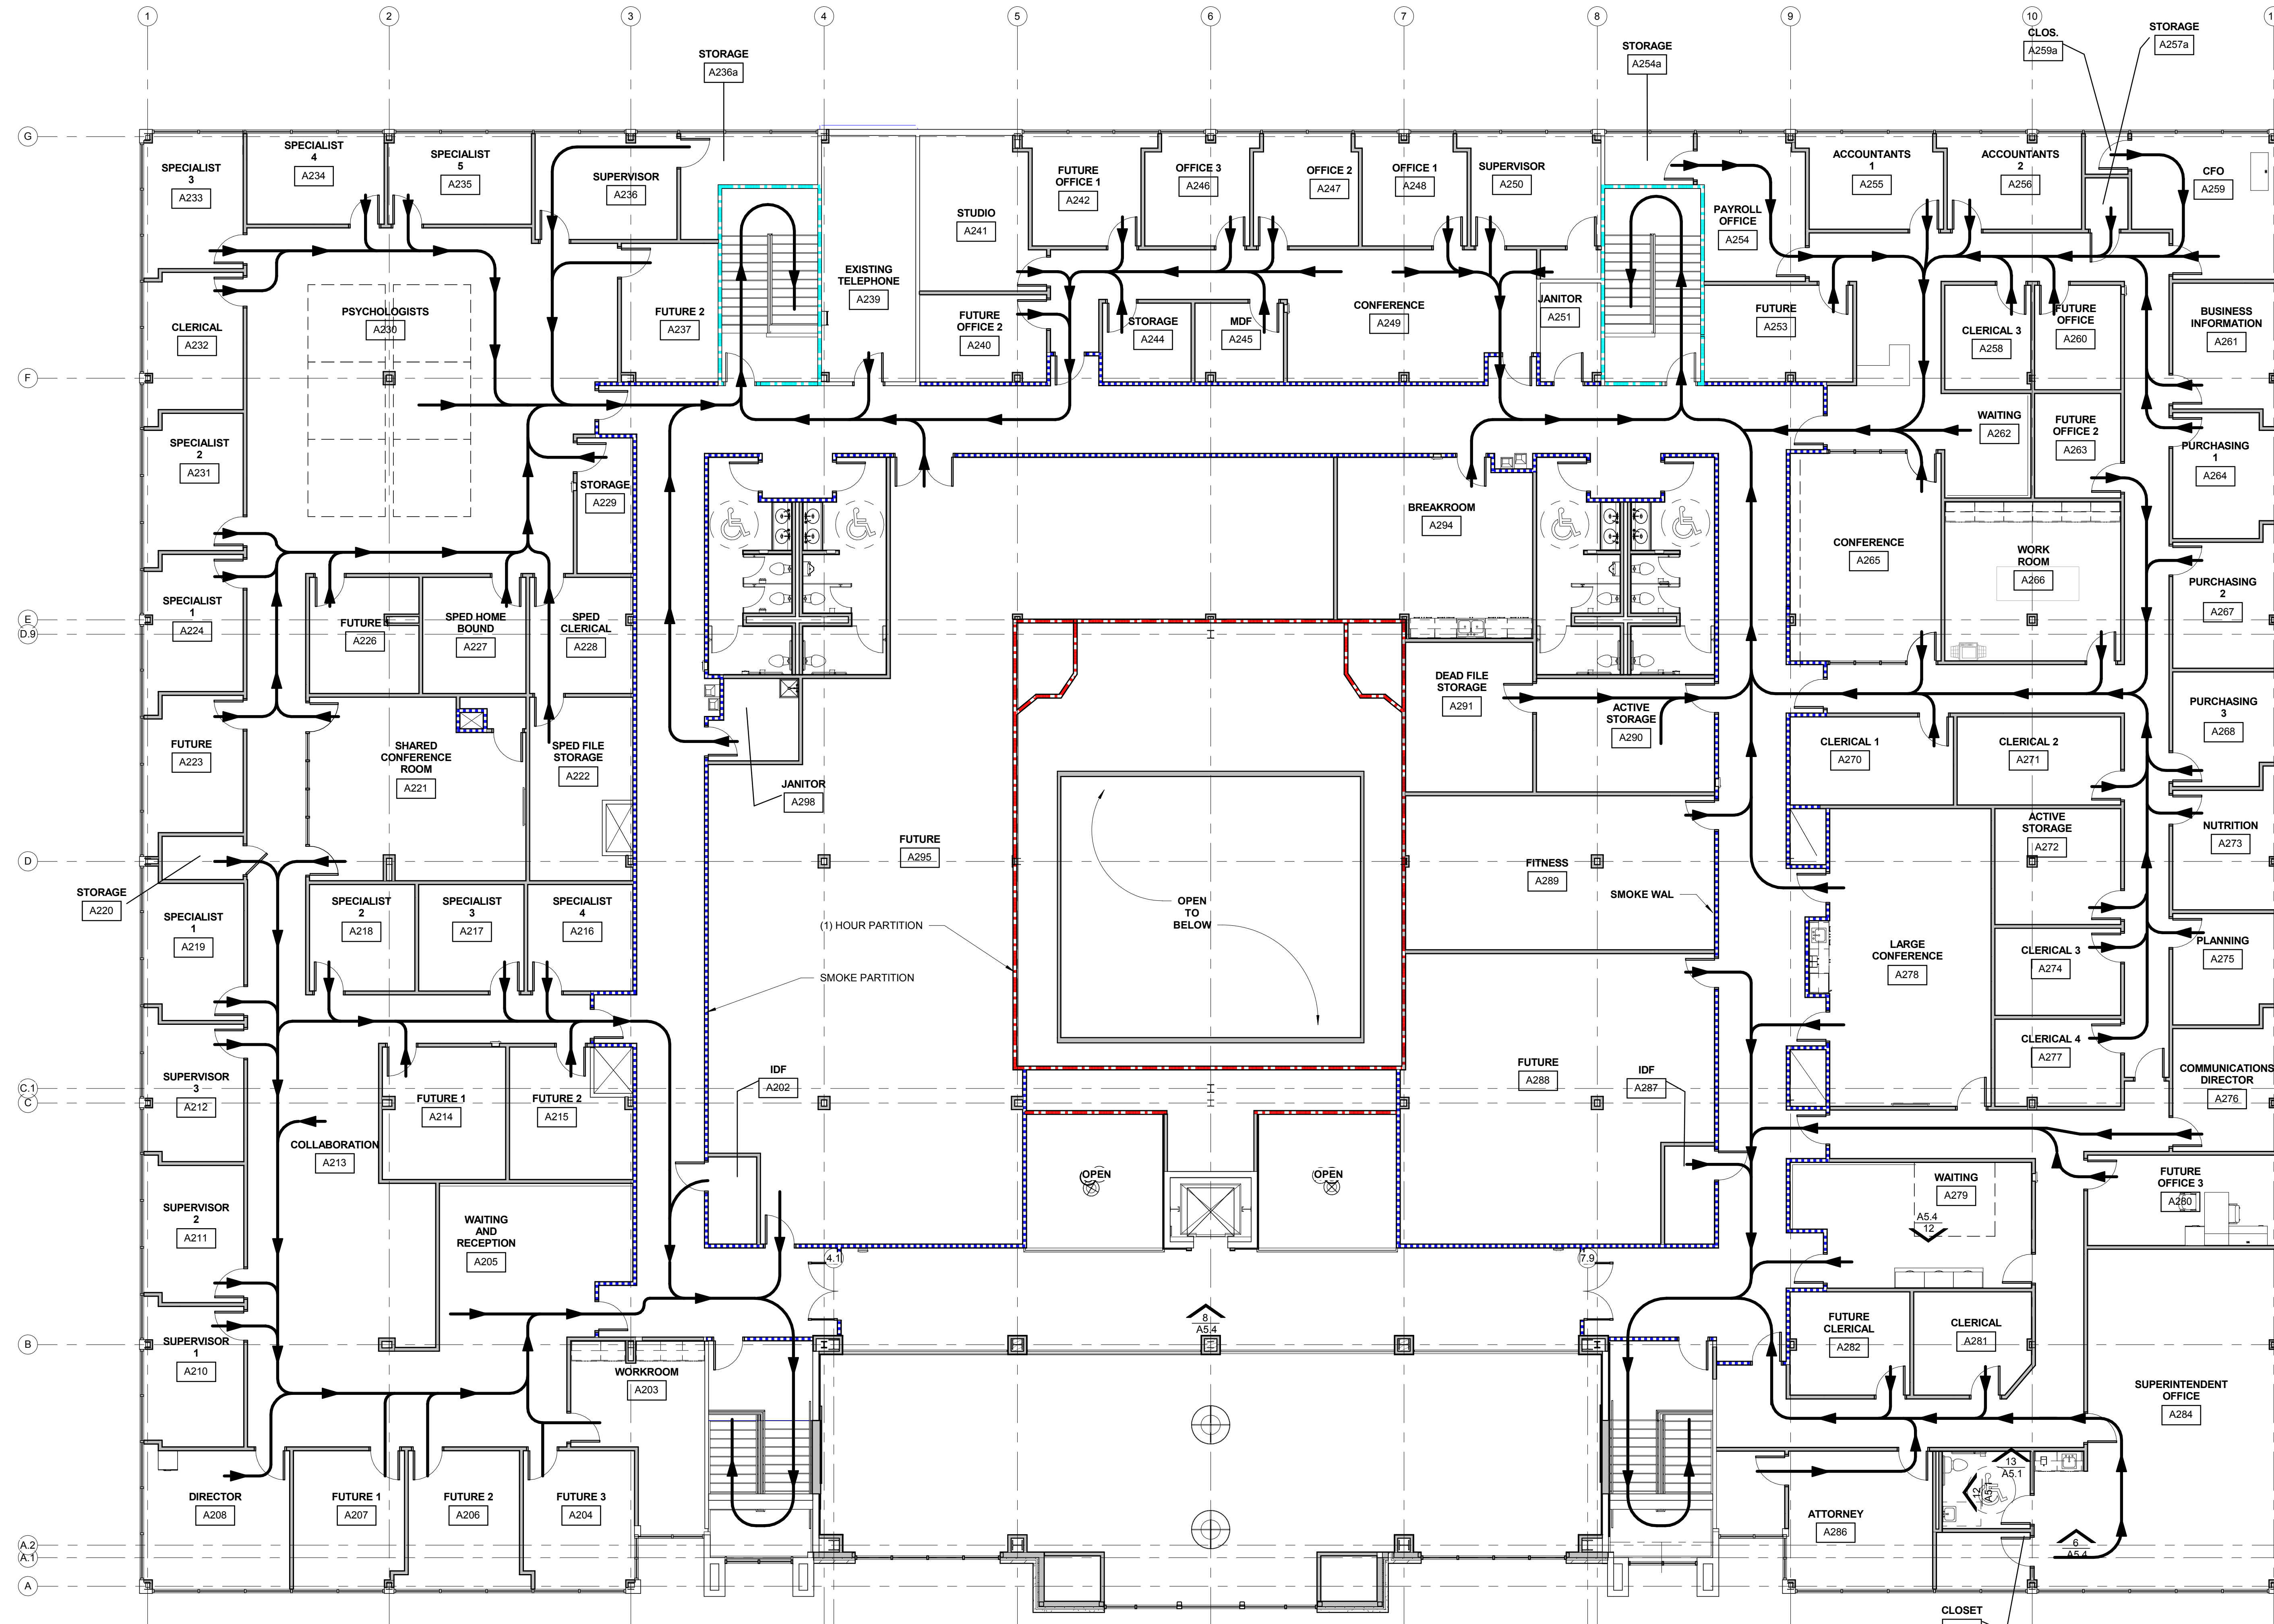 1
2
3
4
5
6
7
8
9
10
CLOS.
A259a
STORAGE
A257a
STORAGE
A236a
STORAGE
A254a
G
SPECIALIST
3
A233
SPECIALIST
4
A234
SPECIALIST
5
A235
SUPERVISOR
A236
STUDIO
A241
FUTURE
OFFICE 1
A242
OFFICE 3
A246
OFFICE 2
A247
OFFICE 1
A248
SUPERVISOR
A250
PAYROLL
OFFICE
A254
ACCOUNTANTS
1
A255
ACCOUNTANTS
2
A256
CFO
A259
CLERICAL
A232
PSYCHOLOGISTS
A230
FUTURE 2
A237
EXISTING
TELEPHONE
A239
FUTURE
OFFICE 2
A240
STORAGE
A244
MDF
A245
CONFERENCE
A249
JANITOR
A251
FUTURE
A253
CLERICAL 3
A258
FUTURE
OFFICE
A260
BUSINESS
INFORMATION
A261
F
SPECIALIST
2
A231
STORAGE
A229
BREAKROOM
A294
WAITING
A262
FUTURE
OFFICE 2
A263
PURCHASING
1
A264
CONFERENCE
A265
WORK
ROOM
A266
E
D.9
SPECIALIST
1
A224
FUTURE
A226
SPED HOME
BOUND
A227
SPED
CLERICAL
A228
PURCHASING
2
A267
FUTURE
A223
SHARED
CONFERENCE
ROOM
A221
SPED FILE
STORAGE
A222
JANITOR
A298
DEAD FILE
STORAGE
A291
ACTIVE
STORAGE
A290
CLERICAL 1
A270
CLERICAL 2
A271
PURCHASING
3
A268
D
STORAGE
A220
FUTURE
A295
FITNESS
A289
SMOKE WAL
ACTIVE
STORAGE
A272
NUTRITION
A273
SPECIALIST
1
A219
SPECIALIST
2
A218
SPECIALIST
3
A217
SPECIALIST
4
A216
(1) HOUR PARTITION
SMOKE PARTITION
OPEN
TO
BELOW
LARGE
CONFERENCE
A278
CLERICAL 3
A274
PLANNING
A275
C.1
C
SUPERVISOR
3
A212
FUTURE 1
A214
FUTURE 2
A215
IDF
A202
FUTURE
A288
IDF
A287
CLERICAL 4
A277
COMMUNICATIONS
DIRECTOR
A276
COLLABORATION
A213
OPEN
OPEN
WAITING
A279
A5.4
12
FUTURE
OFFICE 3
A280
SUPERVISOR
2
A211
WAITING
AND
RECEPTION
A205
4.1
7.9
8
A5.4
B
SUPERVISOR
1
A210
WORKROOM
A203
FUTURE
CLERICAL
A282
CLERICAL
A281
SUPERINTENDENT
OFFICE
A284
DIRECTOR
A208
FUTURE 1
A207
FUTURE 2
A206
FUTURE 3
A204
ATTORNEY
A286
13
A5.1
12
A5.1
6
A5.4
A.2
A.1
A
CLOSET